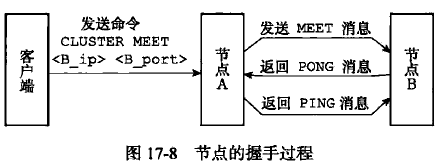 客户端
发送命令
CLUSTER MEET
<B_ip> <B_port>
节点A
发送 MEET 消息
返回 PONG 消息
返回 PING 消息
节点B
图 17-8 节点的握手过程